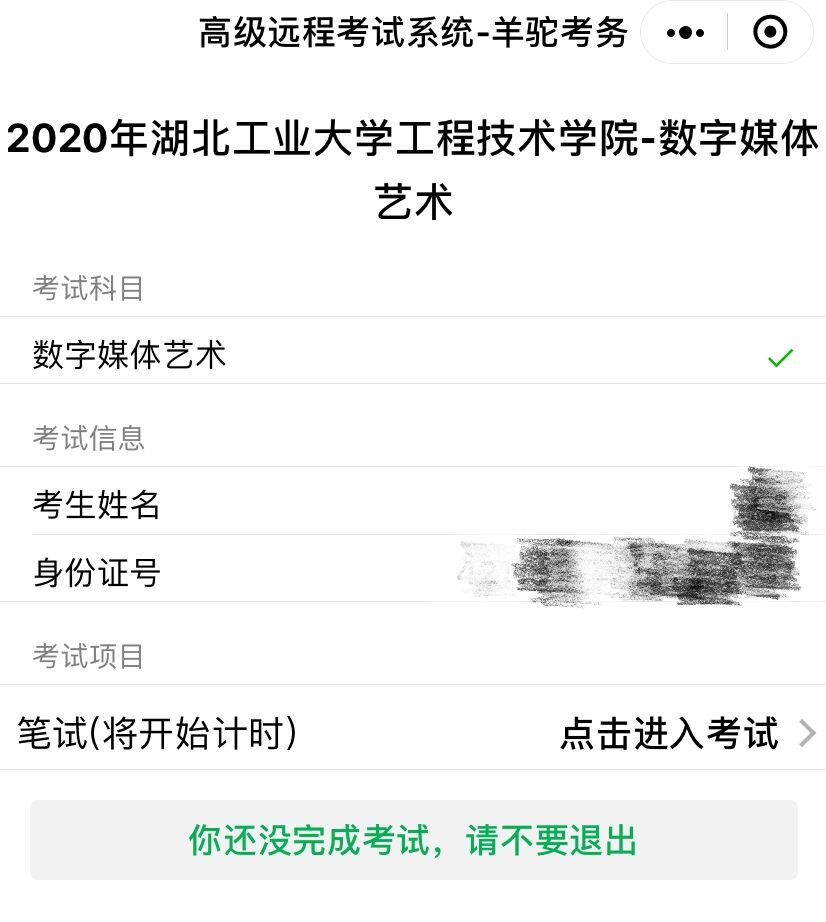 高级远程考试系统-羊驼考务
2020年湖北工业大学工程技术学院-数字媒体
艺术
考试科目
数字媒体艺术
考试信息
考生姓名
身份证号
考试项目
笔试(将开始计时)
点击进入考试
你还没完成考试，请不要退出